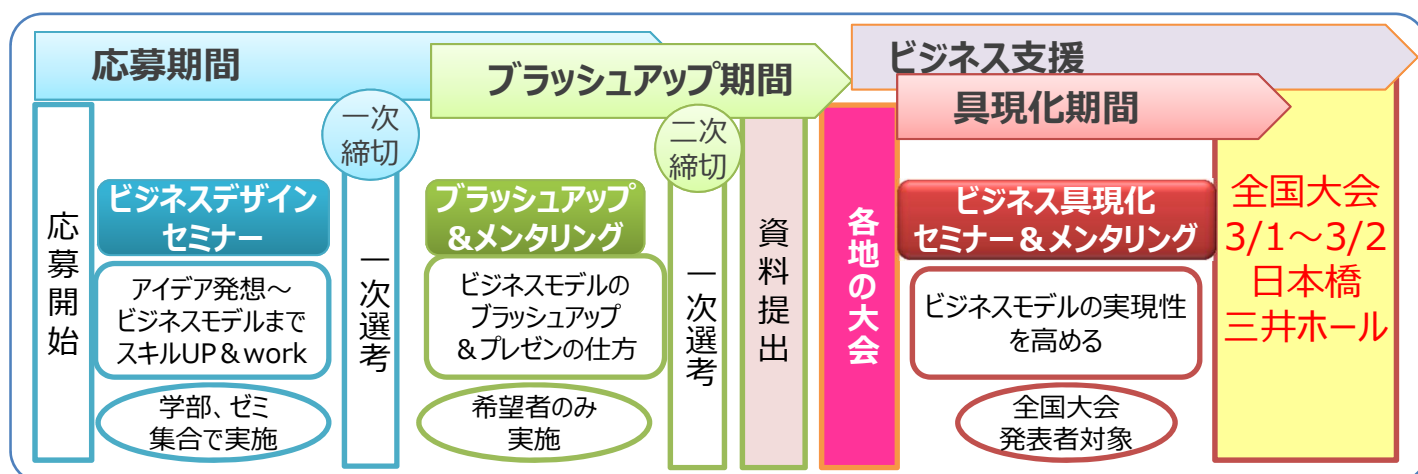 応募期間
ブラッシュアップ期間
ビジネス支援
具現化期間
応募開始
ビジネスデザイン
セミナー
アイデア発想～
ビジネスモデルまで
スキルUP＆work
学部、ゼミ
集合で実施
一次
締切
一次選考
ブラッシュアップ
＆メンタリング
ビジネスモデルの
ブラッシュアップ
＆プレゼンの仕方
希望者のみ
実施
二次
締切
一次選考
資料提出
各地の大会
ビジネス具現化
セミナー＆メンタリング
ビジネスモデルの実現性
を高める
全国大会
発表者対象
全国大会
3/1～3/2
日本橋
三井ホール